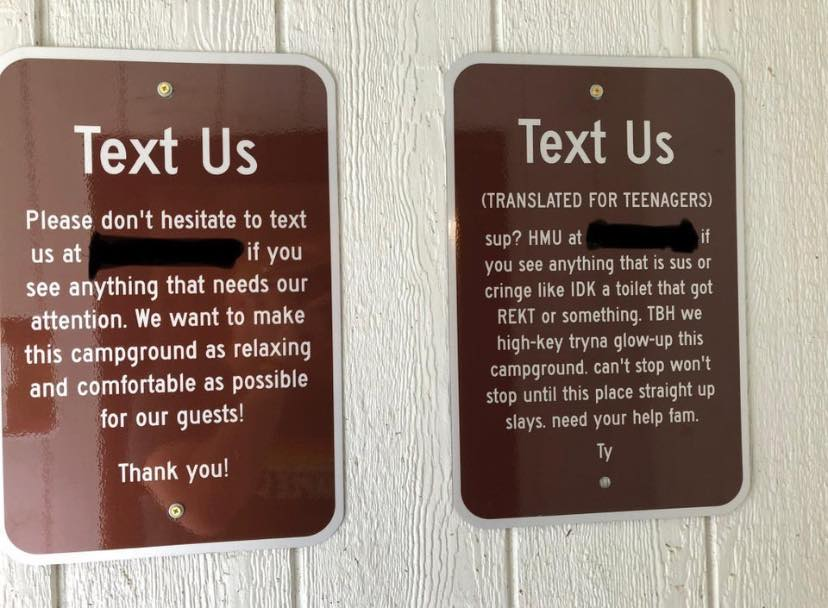 Text Us
Please don't hesitate to text
us at if you
see anything that needs our
attention. We want to make
this campground as relaxing
and comfortable as possible
for our guests!
Thank you!
Text Us
(TRANSLATED FOR TEENAGERS)
sup? HMU at if
you see anything that is sus or
cringe like IDK a toilet that got
REKT or something. TBH we
high-key tryna glow-up this
campground. can't stop won't
stop until this place straight up
slays. need your help fam.
Ty